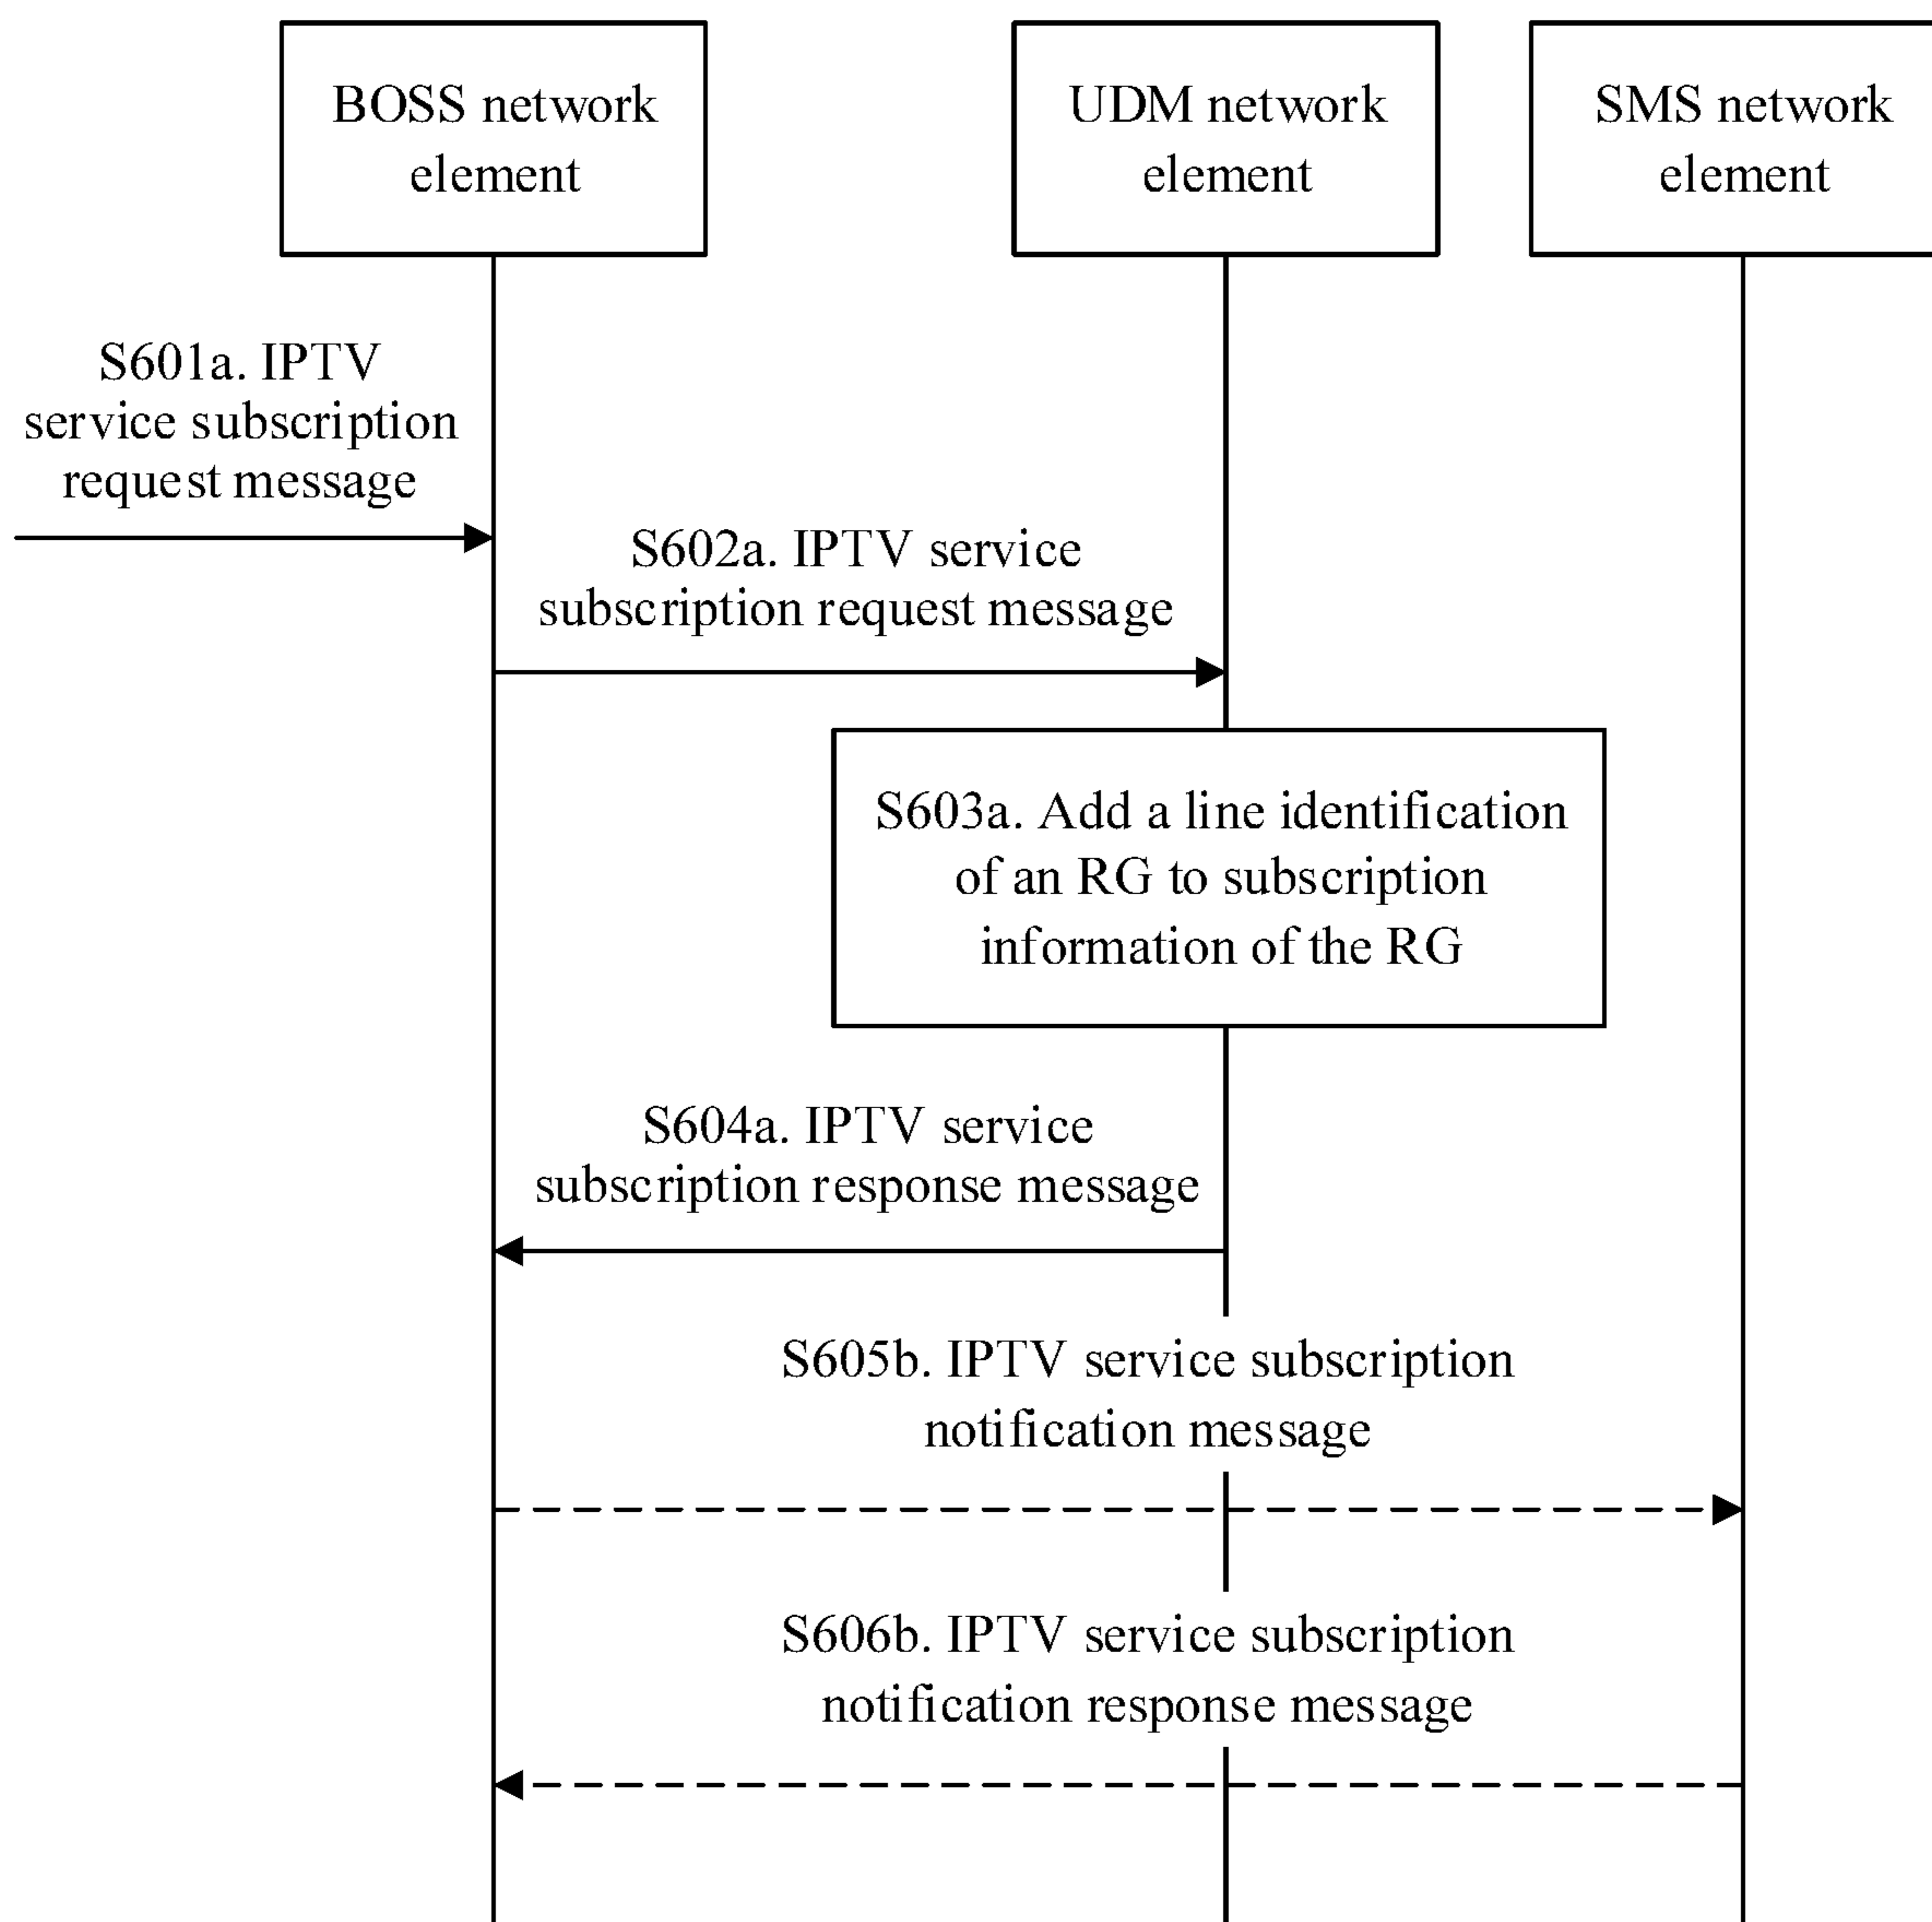 BOSS network
element
UDM network
element
SMS network
element
S601a. IPTV
service subscription
request message
S602a. IPTV service
subscription request message
S603a. Add a line identification
of an RG to subscription
information of the RG
S604a. IPTV service
subscription response message
S605b. IPTV service subscription
notification message
S606b. IPTV service subscription
notification response message